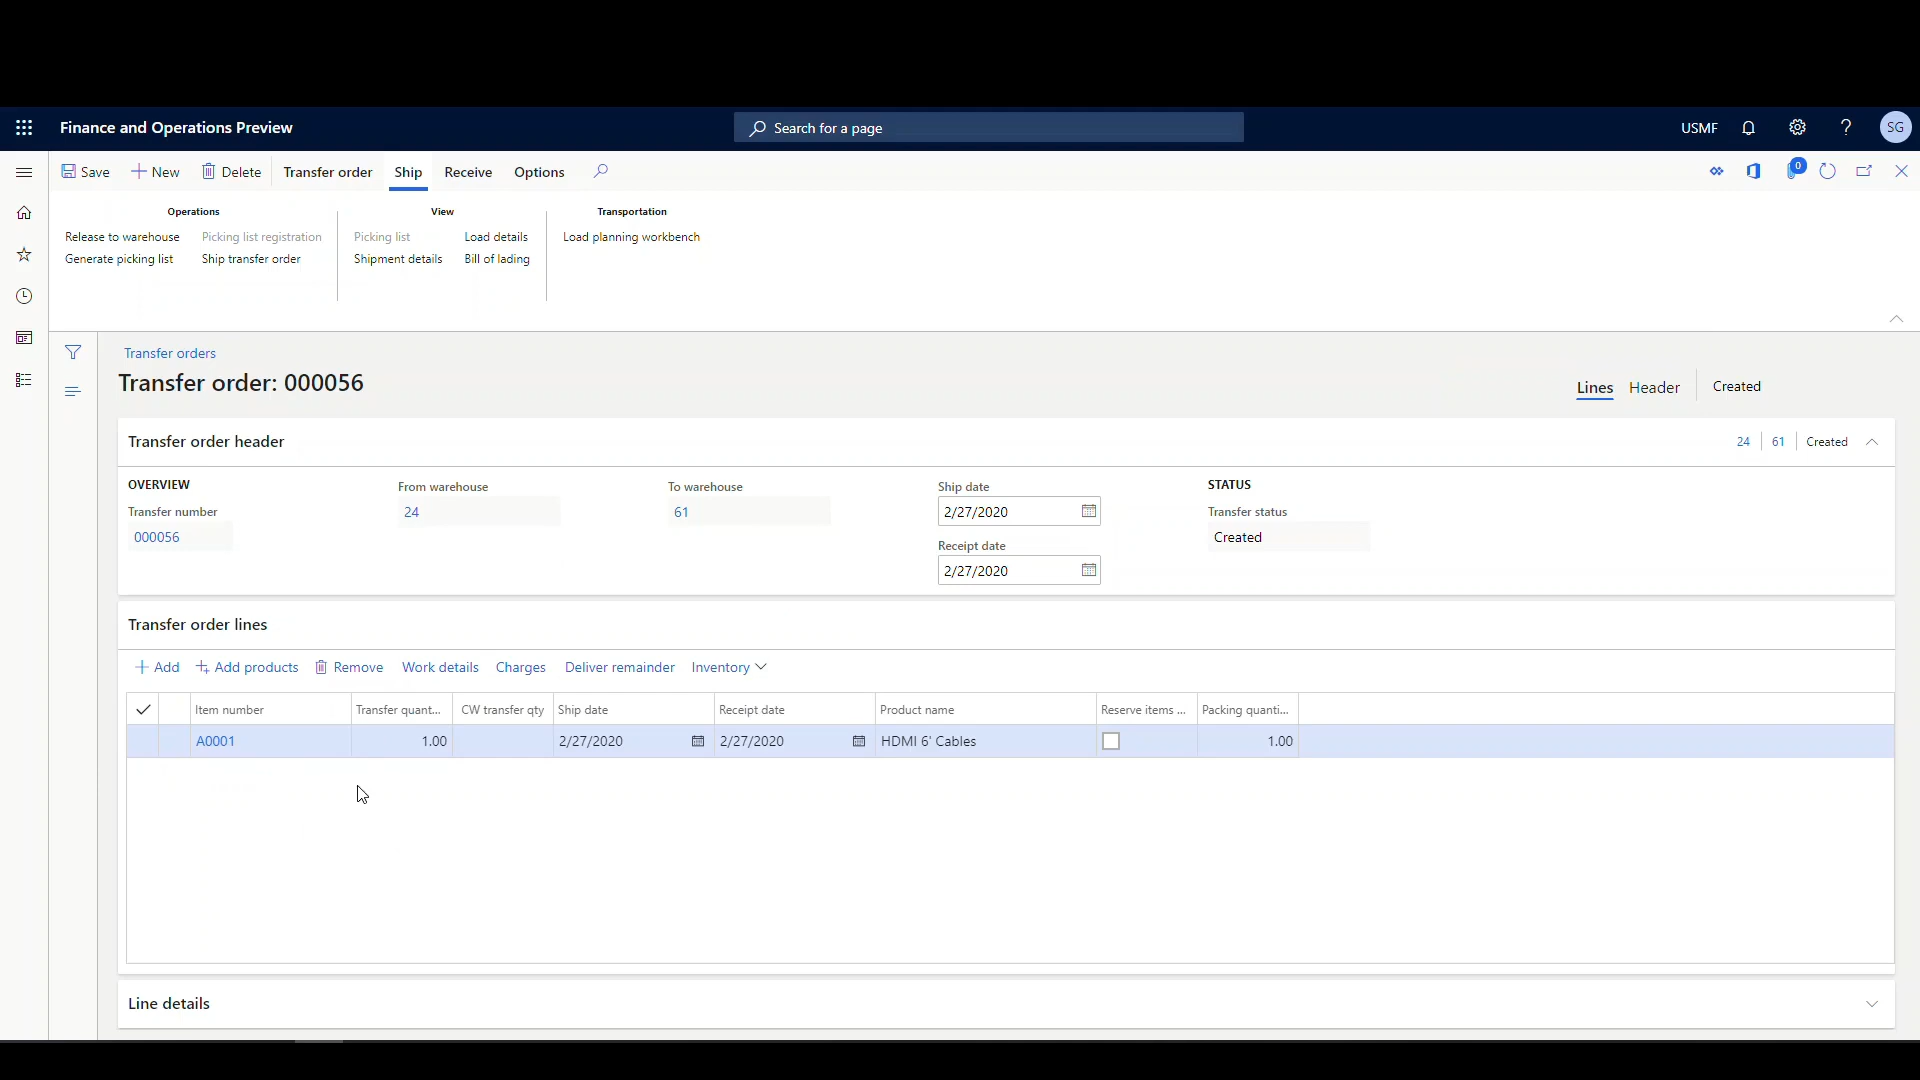 Finance and Operations Preview
Search for a page
USMF
?
SG
Save
New
Delete
Transfer order
Ship
Receive
Options
0
Operations
View
Transportation
Release to warehouse
Picking list registration
Picking list
Load details
Load planning workbench
Generate picking list
Ship transfer order
Shipment details
Bill of lading
Transfer orders
Transfer order: 000056
Lines
Header
Created
Transfer order header
24
61
Created
OVERVIEW
From warehouse
To warehouse
Ship date
STATUS
Transfer number
24
61
2/27/2020
Transfer status
000056
Receipt date
Created
2/27/2020
Transfer order lines
Add
Add products
Remove
Work details
Charges
Deliver remainder
Inventory
Item number
Transfer quant...
CW transfer qty
Ship date
Receipt date
Product name
Reserve items ...
Packing quanti...
A0001
1.00
2/27/2020
2/27/2020
HDMI 6' Cables
1.00
Line details